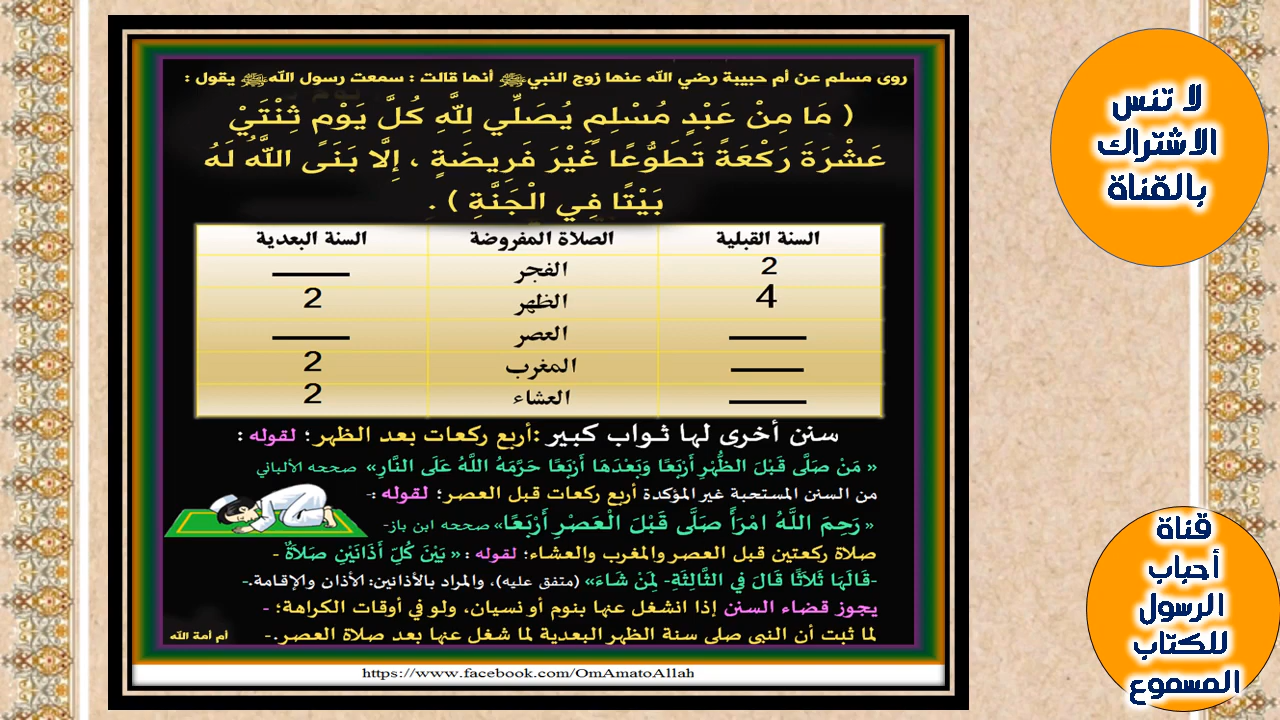 روى مسلم عن أم حبيبة رضي الله عنها زوج النبي ﷺ أنها قالت : سمعت رسول الله ﷺ يقول :
( مَا مِنْ عَبْدٍ مُسْلِمٍ يُصَلِّي لِلَّهِ كُلَّ يَوْمٍ ثِنْتَيْ
عَشْرَةَ رَكْعَةً تَطَوُّعًا غَيْرَ فَرِيضَةٍ ، إِلَّا بَنَى اللَّهُ لَهُ
بَيْتًا فِي الْجَنَّةِ ) .
السنة القبلية الصلاة المفروضة السنة البعدية
2 الفجر —
4 الظهر 2
— العصر —
— المغرب 2
— العشاء 2
سنن أخرى لها ثواب كبير :أربع ركعات بعد الظهر؛ لقوله :
« مَنْ صَلَّى قَبْلَ الظُّهْرِ أَرْبَعًا وَبَعْدَهَا أَرْبَعًا حَرَّمَهُ اللَّهُ عَلَى النَّارِ» صححه الألباني
من السنن المستحبة غير المؤكدة أربع ركعات قبل العصر؛ لقوله :-
« رَحِمَ اللَّهُ امْرَأً صَلَّى قَبْلَ الْعَصْرِ أَرْبَعًا» صححه ابن باز-
صلاة ركعتين قبل العصر والمغرب والعشاء؛ لقوله : « بَيْنَ كُلِّ أَذَانَيْنِ صَلاَةٌ -
-قَالَهَا ثَلاَثًا قَالَ فِي الثَّالِثَةِ- لِمَنْ شَاءَ» (متفق عليه)، والمراد بالأذانين: الأذان والإقامة.-
يجوز قضاء السنن إذا انشغل عنها بنوم أو نسيان، ولو في أوقات الكراهة؛ -
لما ثبت أن النبي صلى سنة الظهر البعدية لما شغل عنها بعد صلاة العصر.-
أم أمة الله
https://www.facebook.com/OmAmatoAllah
لا تنس
الاشتراك
بالقناة
قناة
أحباب
الرسول
للكتاب
المسموع